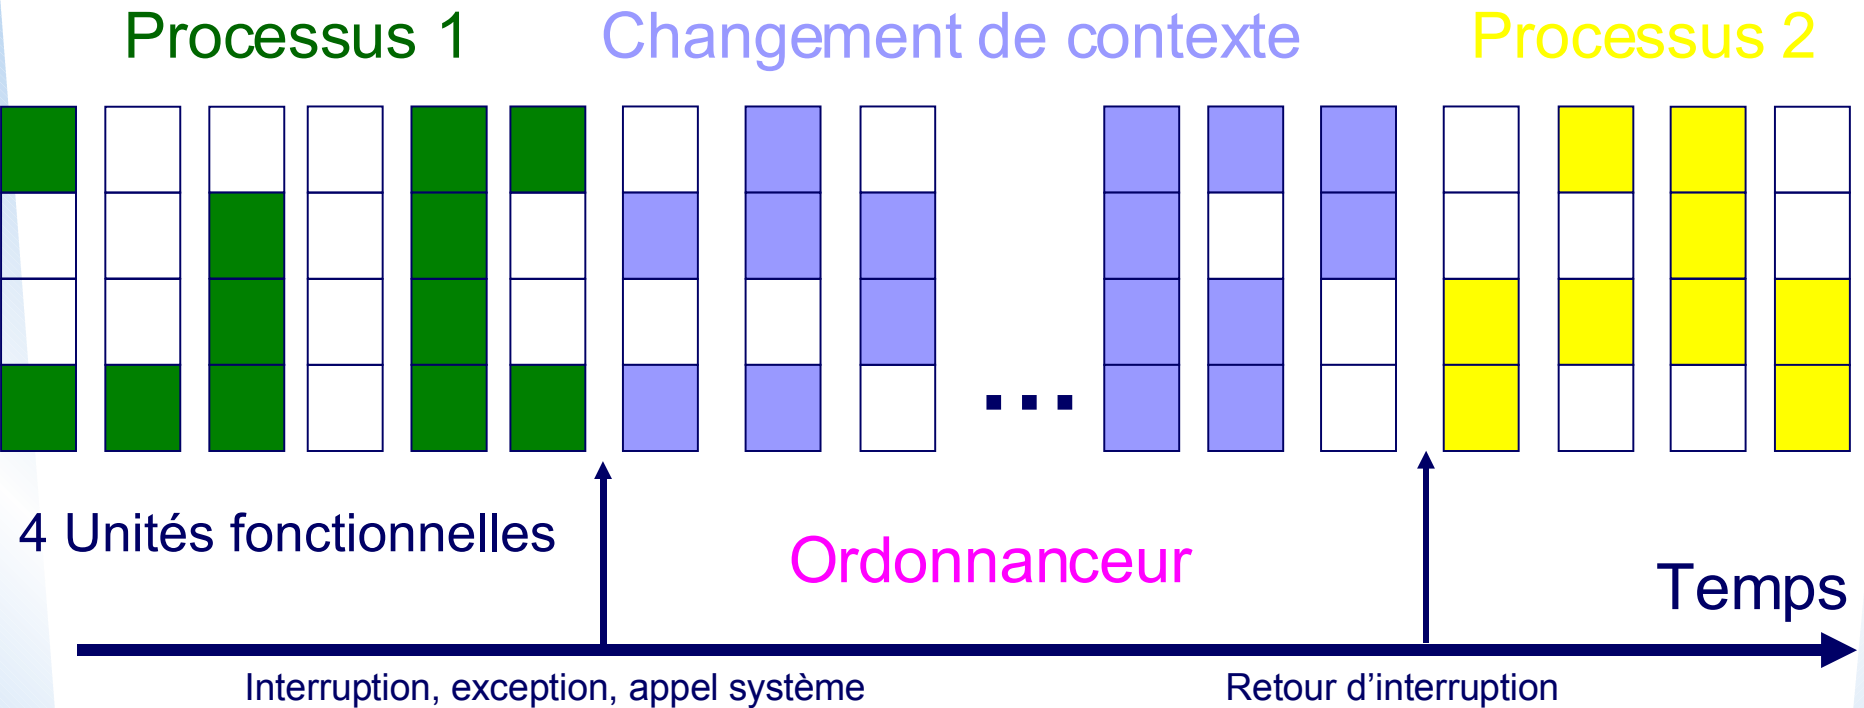 Processus 1
Changement de contexte
Processus 2
...
4 Unités fonctionnelles
Ordonnanceur
Temps
Interruption, exception, appel système
Retour d’interruption